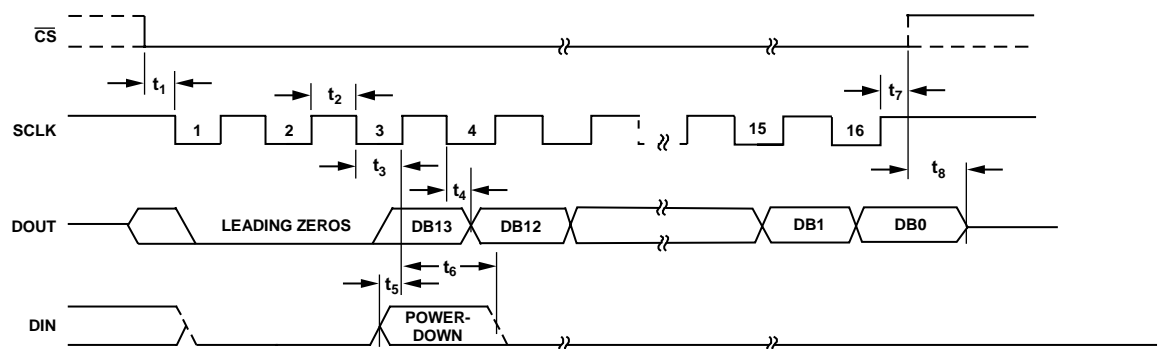 CS
t1
t2
t7
SCLK
1
2
3
4
15
16
t3
t4
t8
DOUT
LEADING ZEROS
DB13
DB12
DB1
DB0
t5
t6
DIN
POWER-
DOWN